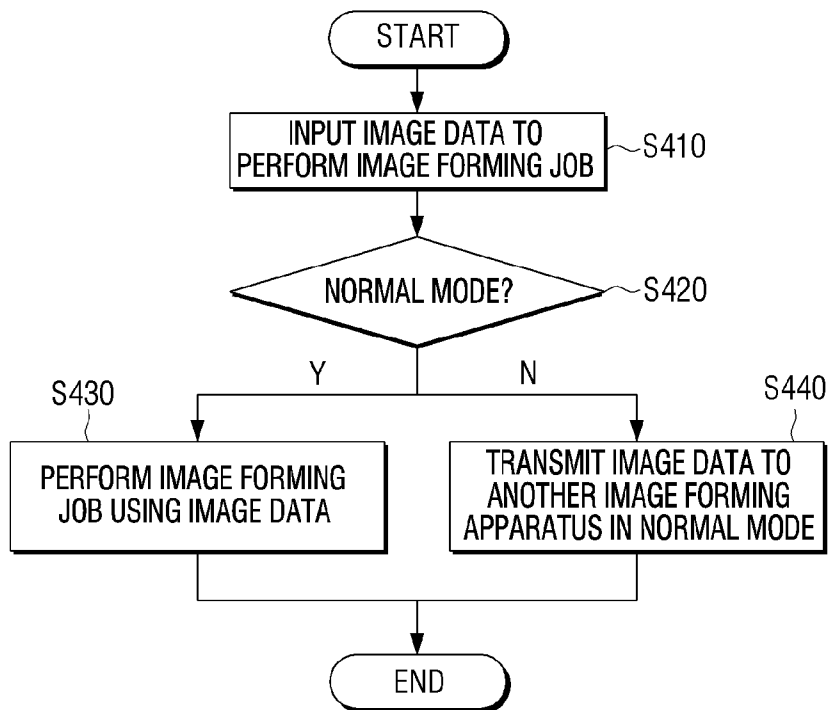 START
INPUT IMAGE DATA TO
PERFORM IMAGE FORMING JOB
S410
NORMAL MODE?
S420
Y
N
S430
S440
PERFORM IMAGE FORMING
JOB USING IMAGE DATA
TRANSMIT IMAGE DATA TO
ANOTHER IMAGE FORMING
APPARATUS IN NORMAL MODE
END